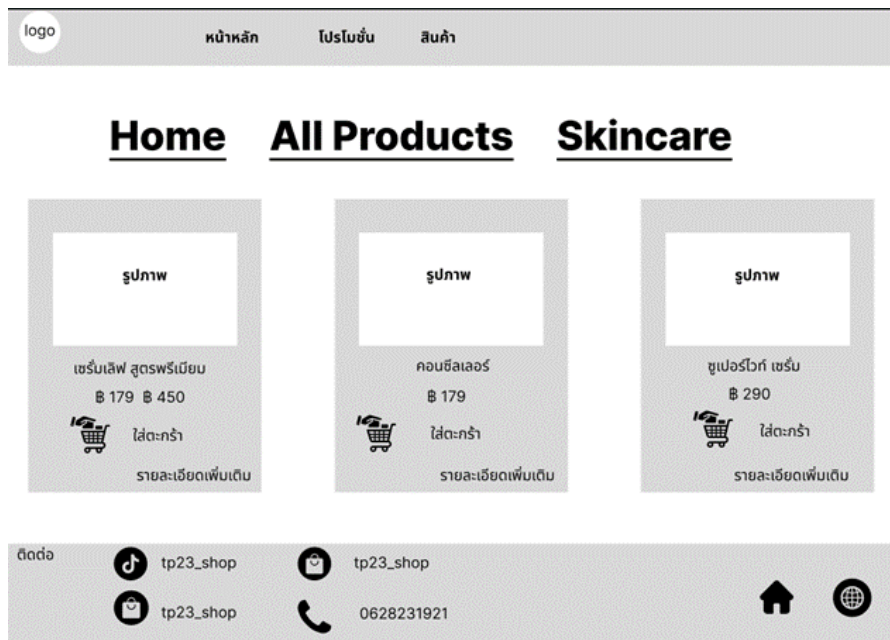 logo
หน้าหลัก โปรโมชั่น สินค้า
Home All Products Skincare
รูปภาพ รูปภาพ รูปภาพ
เซรั่มเลิฟ สูตรพรีเมียม คอนซีลเลอร์ ซูเปอร์ไวท์ เซรั่ม
฿ 179 ฿ 450 ฿ 179 ฿ 290
ใส่ตะกร้า ใส่ตะกร้า ใส่ตะกร้า
รายละเอียดเพิ่มเติม รายละเอียดเพิ่มเติม รายละเอียดเพิ่มเติม
ติดต่อ
tp23_shop tp23_shop
tp23_shop 0628231921